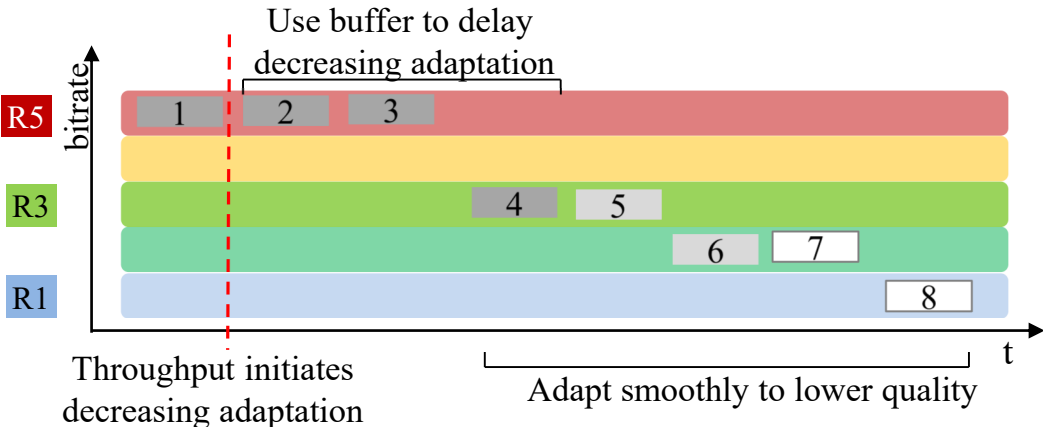 Use buffer to delay
decreasing adaptation
bitrate
R5
1
2
3
R3
4
5
6
7
R1
8
t
Throughput initiates
decreasing adaptation
Adapt smoothly to lower quality